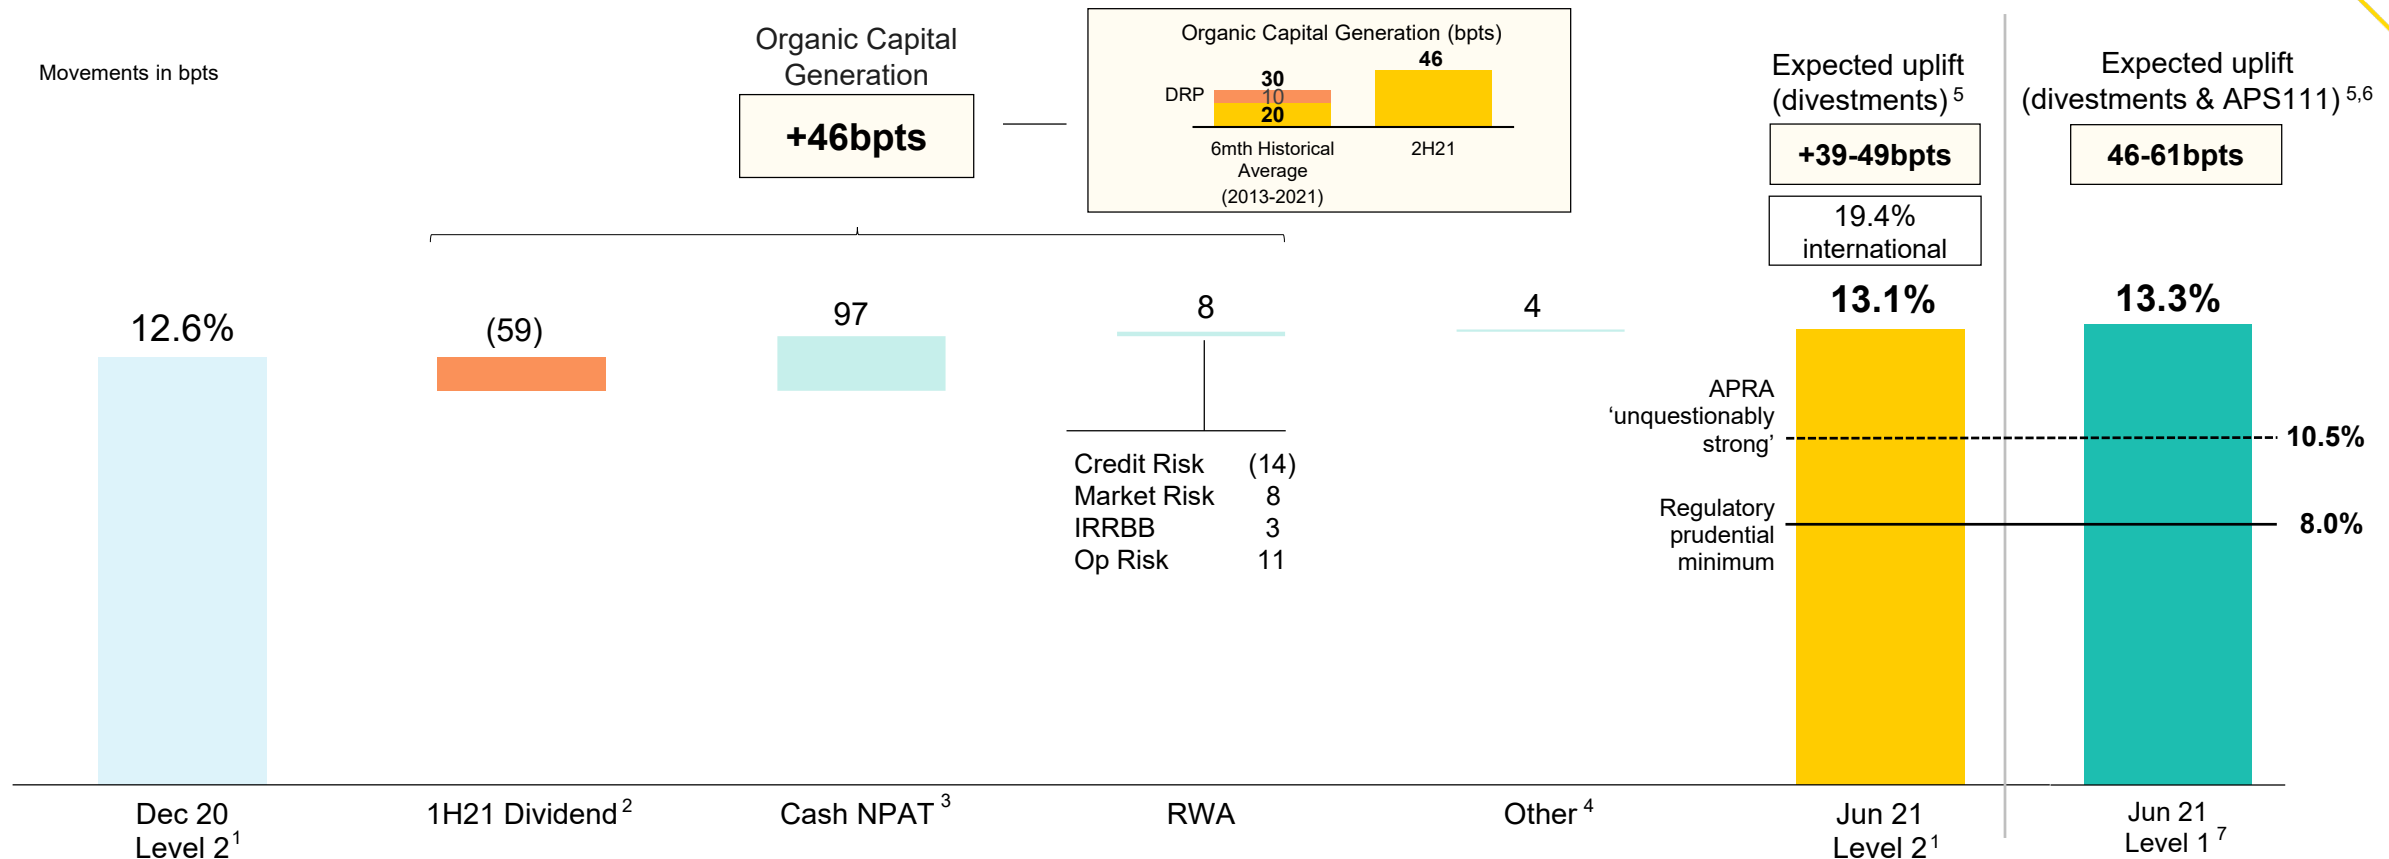 Movements in bpts
Organic Capital
Generation
+46bpts
Organic Capital Generation (bpts)
DRP
30
10
20
46
6mth Historical
Average
(2013-2021)
2H21
Expected uplift
(divestments) 5
+39-49bpts
19.4%
international
Expected uplift
(divestments & APS111) 5,6
46-61bpts
12.6%
(59)
97
8
4
13.1%
13.3%
Credit Risk (14)
Market Risk 8
IRRBB 3
Op Risk 11
APRA
‘unquestionably
strong’
10.5%
Regulatory
prudential
minimum
8.0%
Dec 20
Level 2 1
1H21 Dividend 2
Cash NPAT 3
RWA
Other 4
Jun 21
Level 2 1
Jun 21
Level 1 7